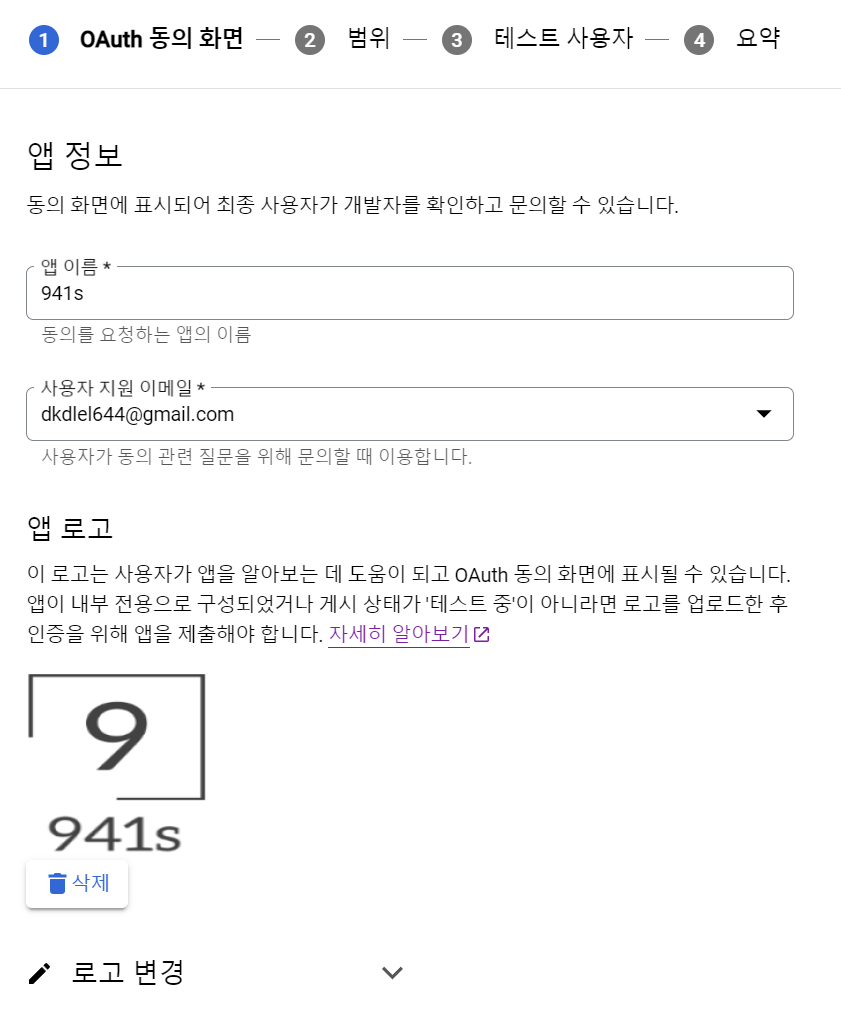 1 OAuth 동의 화면 — 2 범위 — 3 테스트 사용자 — 4 요약
앱 정보
동의 화면에 표시되어 최종 사용자가 개발자를 확인하고 문의할 수 있습니다.
앱 이름 *
941s
동의를 요청하는 앱의 이름
사용자 지원 이메일 *
dkdlel644@gmail.com
사용자가 동의 관련 질문을 위해 문의할 때 이용합니다.
앱 로고
이 로고는 사용자가 앱을 알아보는 데 도움이 되고 OAuth 동의 화면에 표시될 수 있습니다.
앱이 내부 전용으로 구성되었거나 게시 상태가 '테스트 중'이 아니라면 로고를 업로드한 후
인증을 위해 앱을 제출해야 합니다. 자세히 알아보기
9
941s
삭제
로고 변경